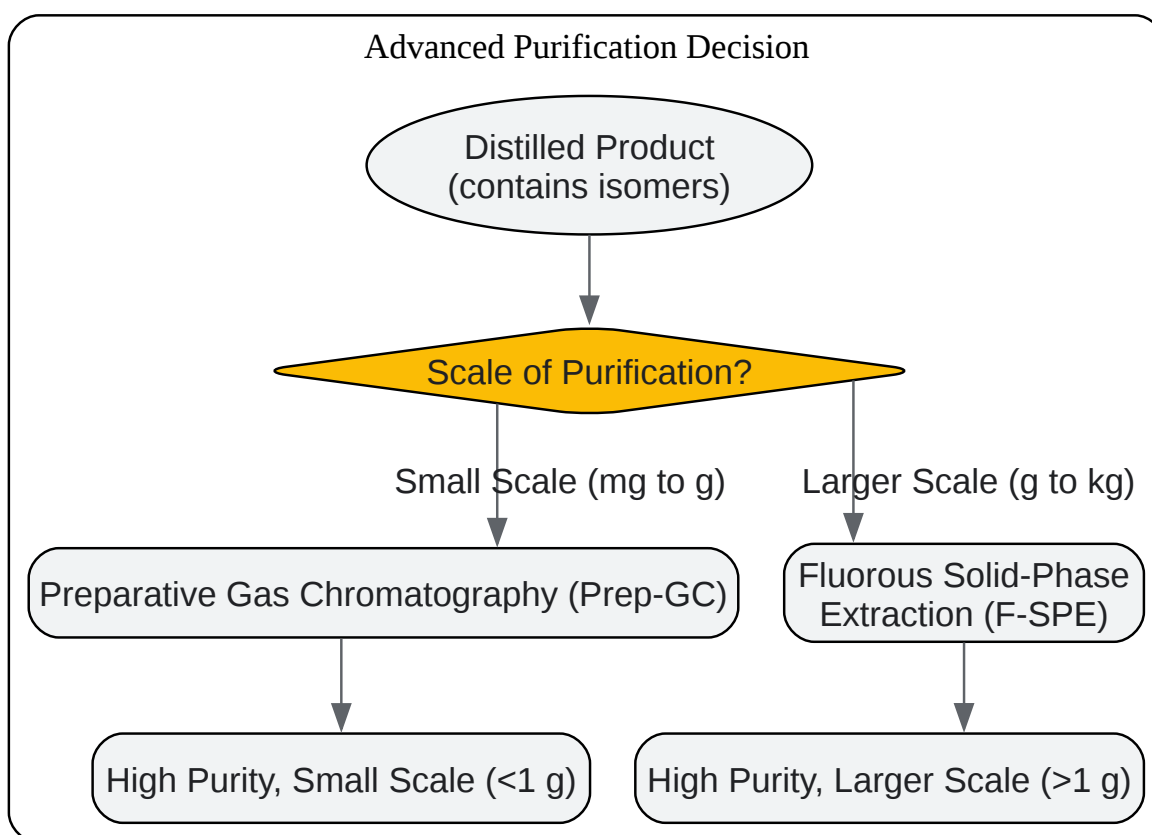 Advanced Purification Decision
Distilled Product
(contains isomers)
Scale of Purification?
Small Scale (mg to g)
Larger Scale (g to kg)
Preparative Gas Chromatography (Prep-GC)
Fluorous Solid-Phase
Extraction (F-SPE)
High Purity, Small Scale (<1 g)
High Purity, Larger Scale (>1 g)